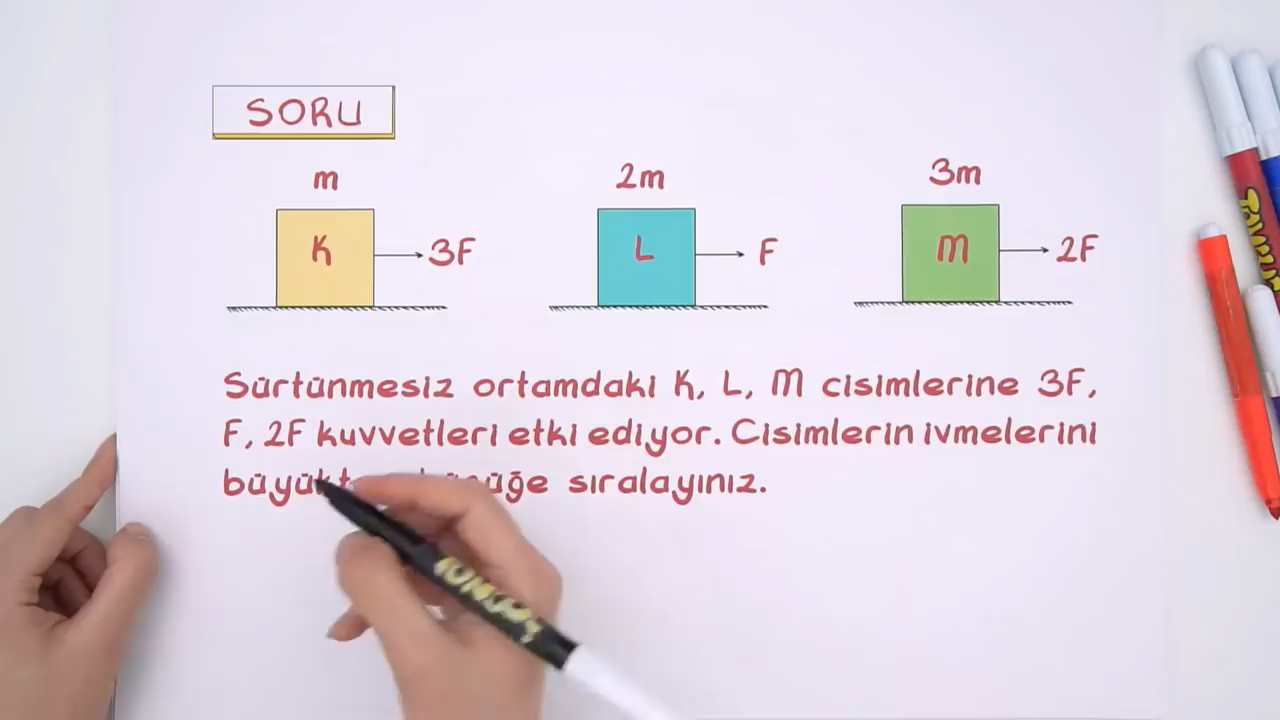 SORU
m 2m 3m
K 3F L F M 2F
Sürtünmesiz ortamdaki K, L, M cisimlerine 3F,
F, 2F kuvvetleri etki ediyor. Cisimlerin ivmelerini
sıralayınız.